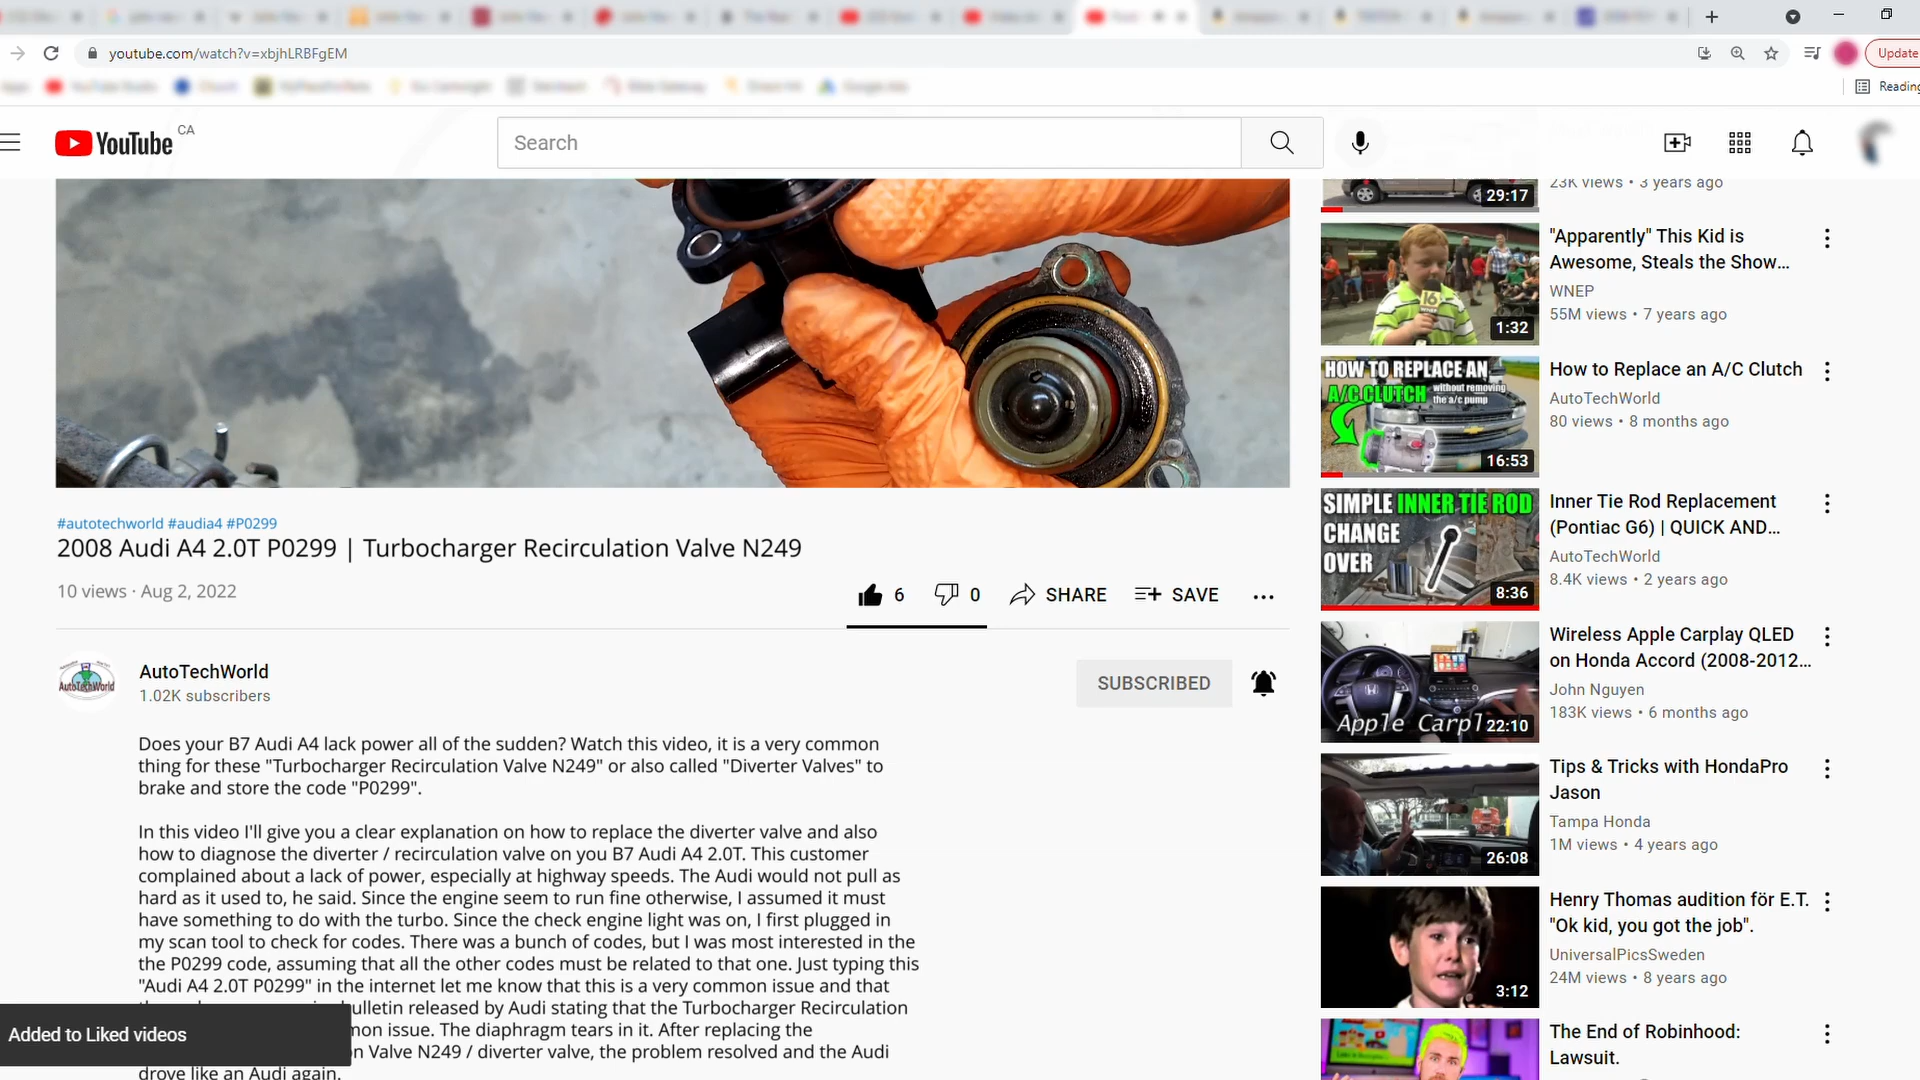 youtube.com/watch?v=xbjhLRBFgEM
Update
Reading
YouTube CA
Search
#autotechworld #audia4 #P0299
2008 Audi A4 2.0T P0299 | Turbocharger Recirculation Valve N249
10 views · Aug 2, 2022
6
0
SHARE
SAVE
AutoTechWorld
AutoTechWorld
1.02K subscribers
SUBSCRIBED
Does your B7 Audi A4 lack power all of the sudden? Watch this video, it is a very common
thing for these "Turbocharger Recirculation Valve N249" or also called "Diverter Valves" to
brake and store the code "P0299".
In this video I'll give you a clear explanation on how to replace the diverter valve and also
how to diagnose the diverter / recirculation valve on you B7 Audi A4 2.0T. This customer
complained about a lack of power, especially at highway speeds. The Audi would not pull as
hard as it used to, he said. Since the engine seem to run fine otherwise, I assumed it must
have something to do with the turbo. Since the check engine light was on, I first plugged in
my scan tool to check for codes. There was a bunch of codes, but I was most interested in the
the P0299 code, assuming that all the other codes must be related to that one. Just typing this
"Audi A4 2.0T P0299" in the internet let me know that this is a very common issue and that
ulletin released by Audi stating that the Turbocharger Recirculation
mon issue. The diaphragm tears in it. After replacing the
n Valve N249 / diverter valve, the problem resolved and the Audi
drove like an Audi again.
Added to Liked videos
23K views • 3 years ago
29:17
"Apparently" This Kid is
Awesome, Steals the Show...
WNEP
55M views • 7 years ago
16
1:32
HOW TO REPLACE AN
A/C CLUTCH without removing
the a/c pump
16:53
How to Replace an A/C Clutch
AutoTechWorld
80 views • 8 months ago
SIMPLE INNER TIE ROD
CHANGE
OVER
8:36
Inner Tie Rod Replacement
(Pontiac G6) | QUICK AND...
AutoTechWorld
8.4K views • 2 years ago
Apple Carpl
22:10
Wireless Apple Carplay QLED
on Honda Accord (2008-2012...
John Nguyen
183K views • 6 months ago
26:08
Tips & Tricks with HondaPro
Jason
Tampa Honda
1M views • 4 years ago
3:12
Henry Thomas audition för E.T.
"Ok kid, you got the job".
UniversalPicsSweden
24M views • 8 years ago
The End of Robinhood:
Lawsuit.